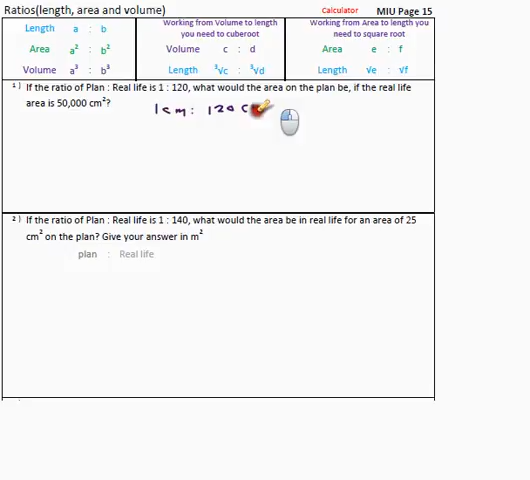 Ratios(length, area and volume) Calculator MIU Page 15
Length a : b
Area a² : b²
Volume a³ : b³
Working from Volume to length
you need to cuberoot
Volume c : d
Length ³√c : ³√d
Working from Area to length you
need to square root
Area e : f
Length √e : √f
1) If the ratio of Plan : Real life is 1 : 120, what would the area on the plan be, if the real life
area is 50,000 cm²?
1cm : 120 c
2) If the ratio of Plan : Real life is 1 : 140, what would the area be in real life for an area of 25
cm² on the plan? Give your answer in m²
plan : Real life